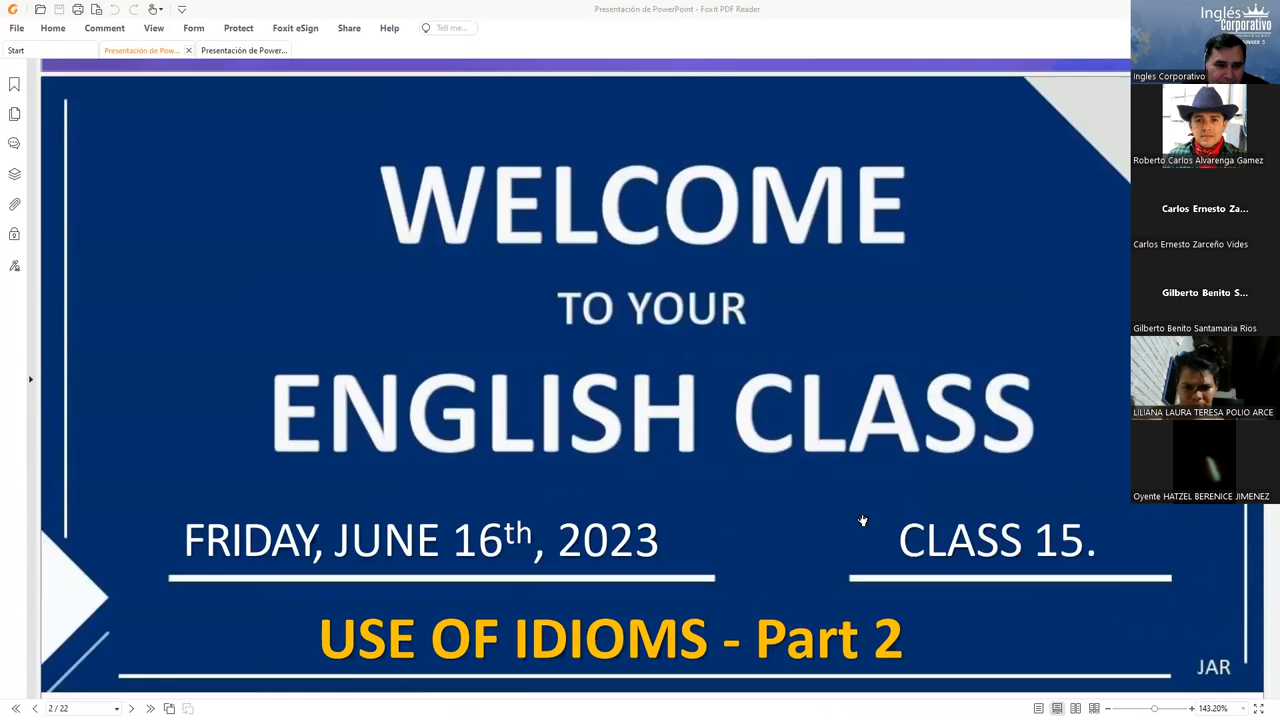 Presentación de PowerPoint - Foxit PDF Reader
File Home Comment View Form Protect Foxit eSign Share Help Tell me...
Start Presentación de Pow... Presentación de Power...
WELCOME
TO YOUR
ENGLISH CLASS
FRIDAY, JUNE 16th, 2023 CLASS 15.
USE OF IDIOMS - Part 2
JAR
Inglés
Corporativo
Ingles Corporativo
Roberto Carlos Alvarenga Gamez
Carlos Ernesto Za...
Carlos Ernesto Zarceño Vides
Gilberto Benito S...
Gilberto Benito Santamaria Rios
LILIANA LAURA TERESA POLIO ARCE
Oyente HATZEL BERENICE JIMENEZ
2 / 22 143.20%